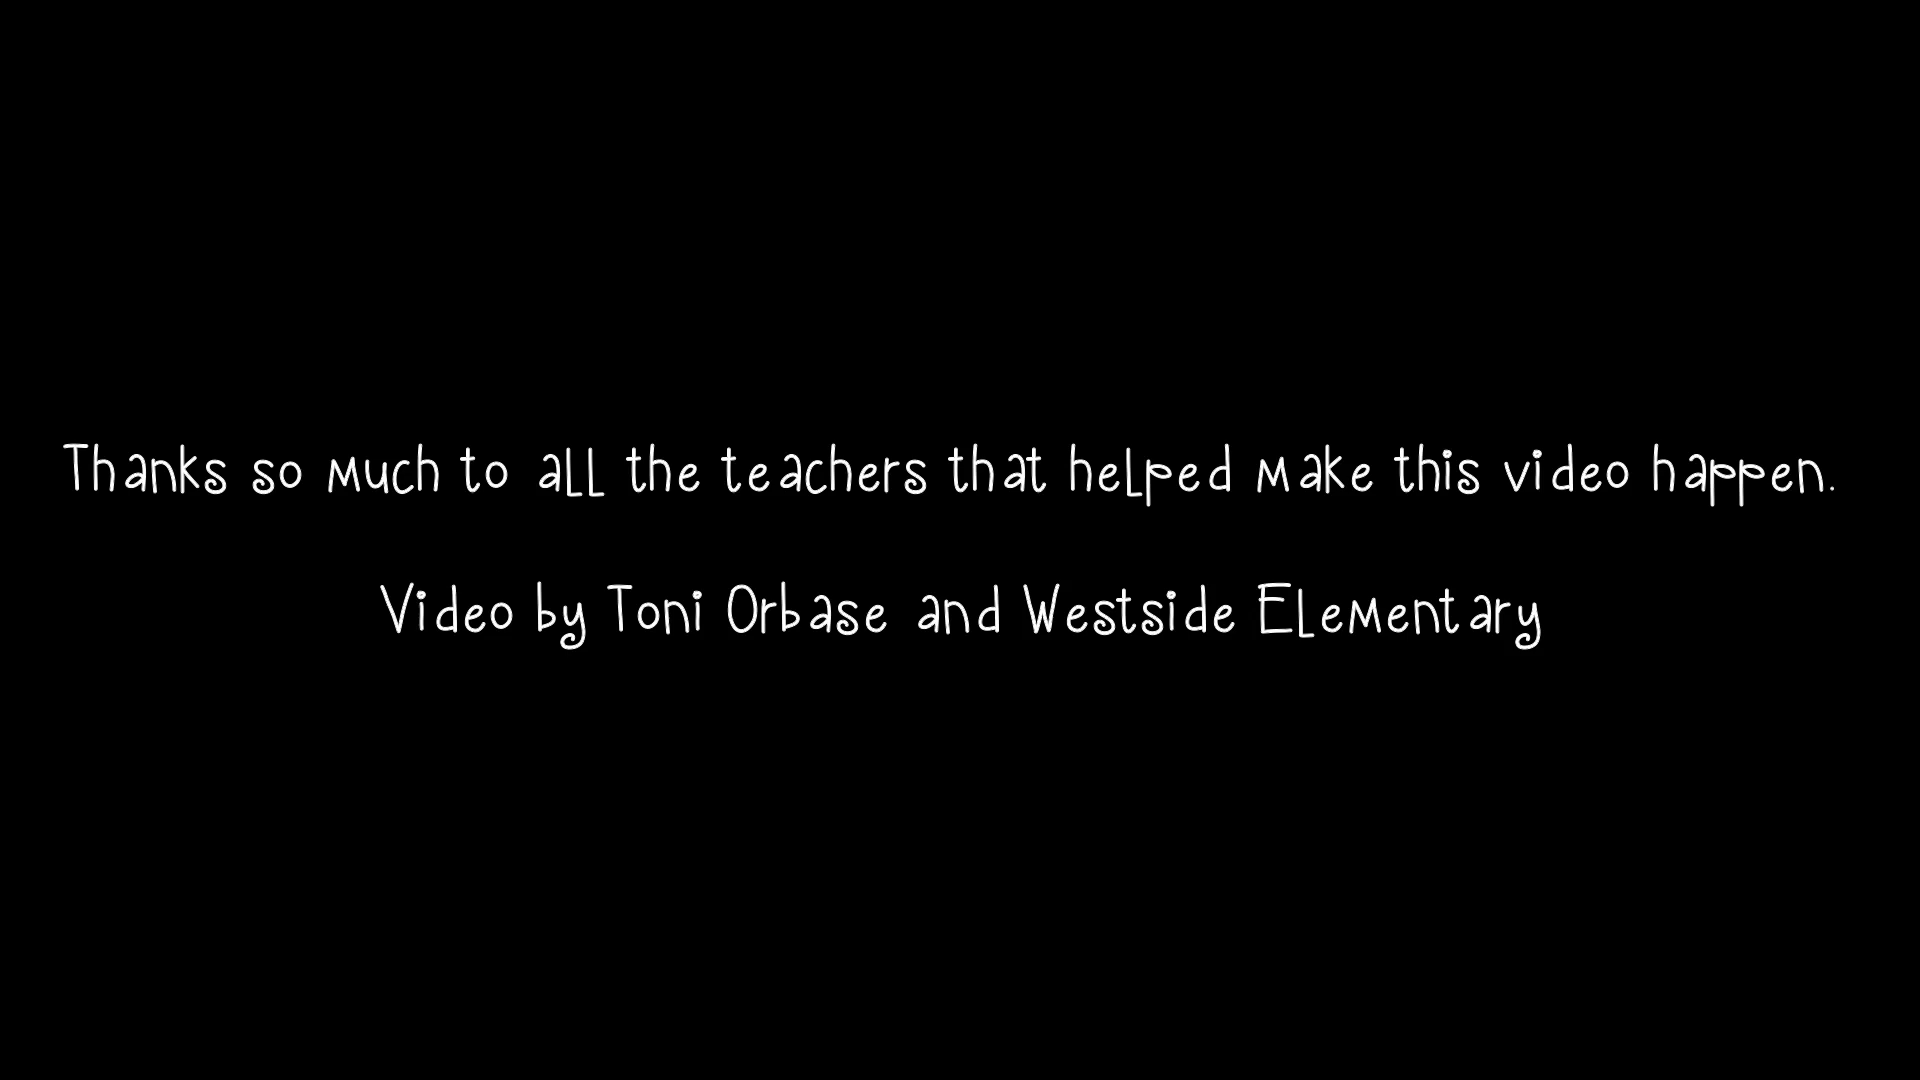 Thanks so much to all the teachers that helped make this video happen.
Video by Toni Orbase and Westside Elementary